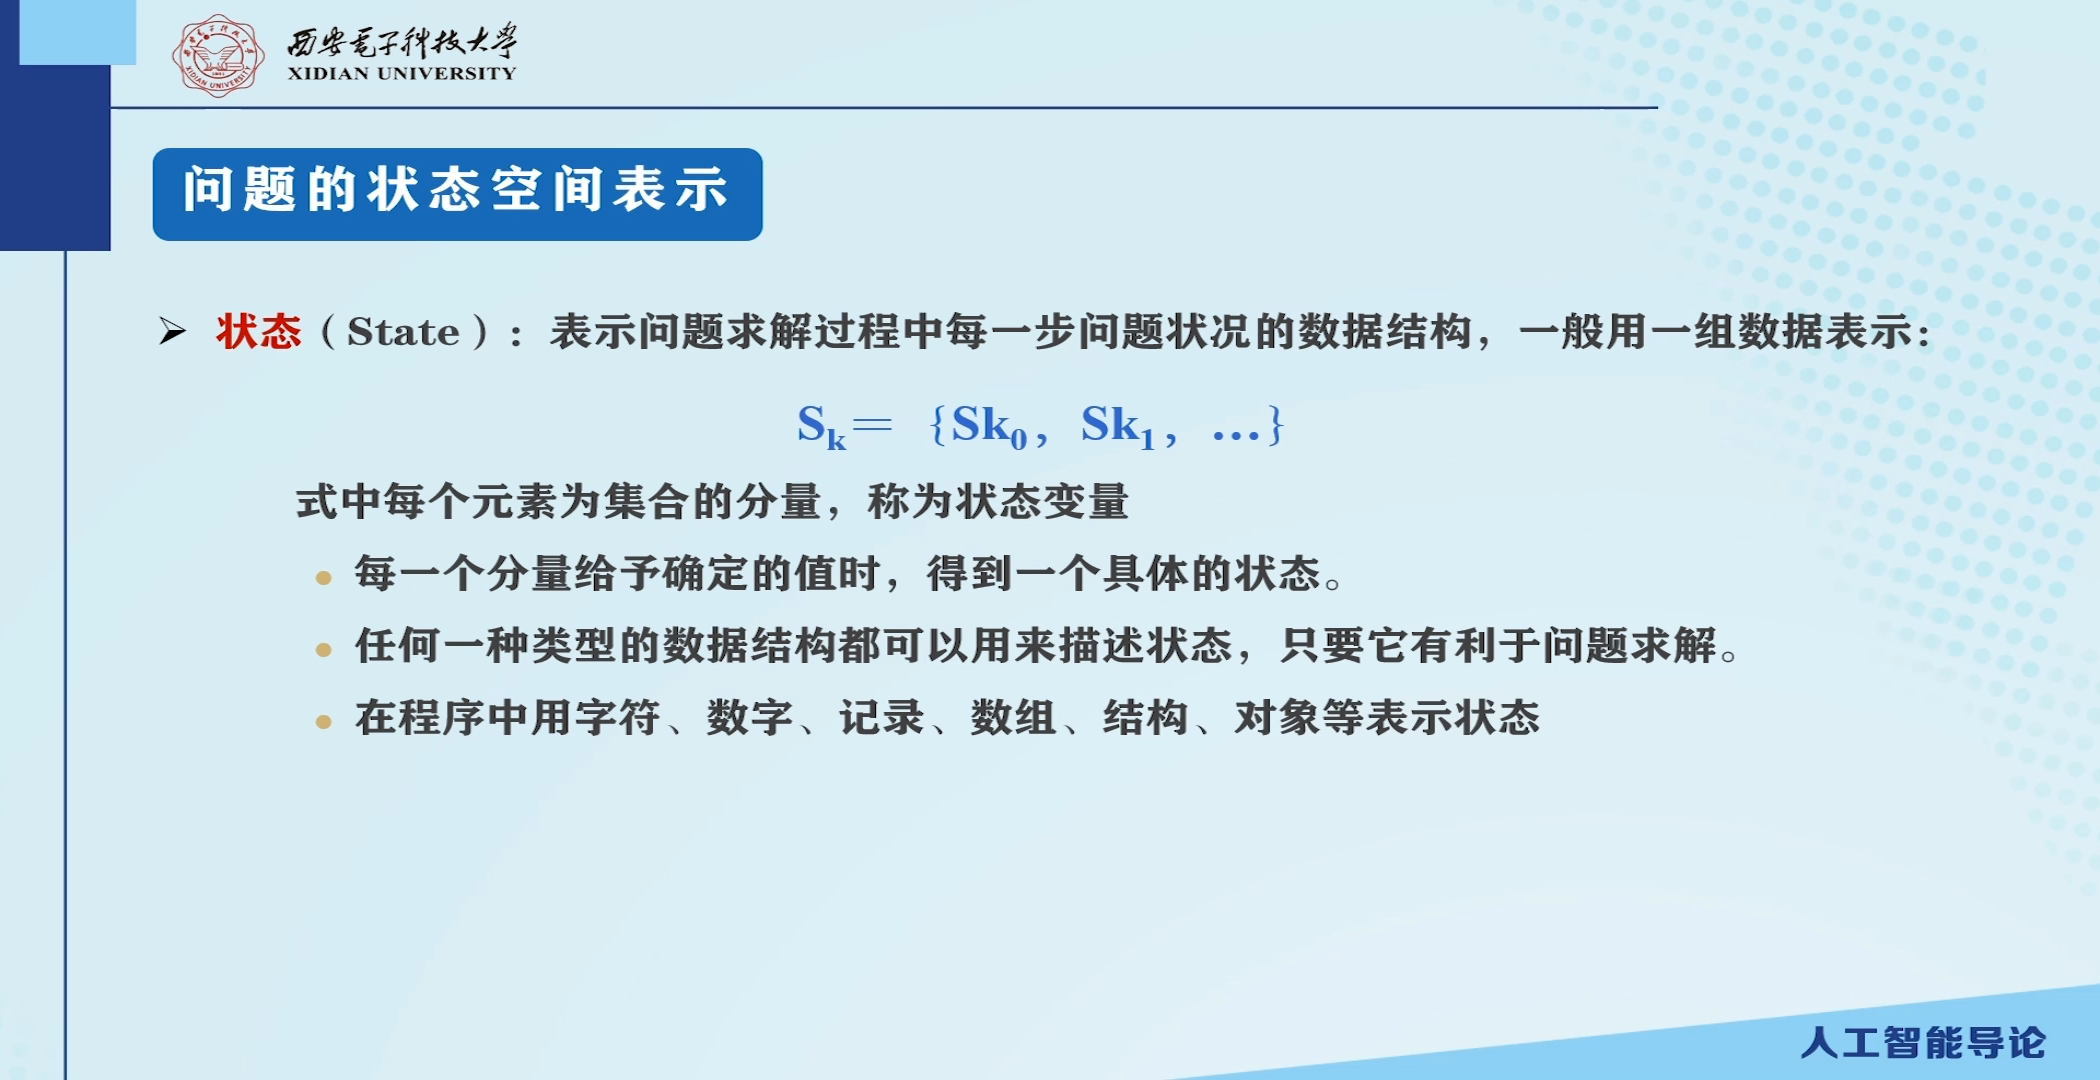 西安電子科技大学
XIDIAN UNIVERSITY
问题的状态空间表示
➢ 状态（State）：表示问题求解过程中每一步问题状况的数据结构，一般用一组数据表示：
Sₖ＝｛Sk₀，Sk₁，…｝
式中每个元素为集合的分量，称为状态变量
• 每一个分量给予确定的值时，得到一个具体的状态。
• 任何一种类型的数据结构都可以用来描述状态，只要它有利于问题求解。
• 在程序中用字符、数字、记录、数组、结构、对象等表示状态
人工智能导论